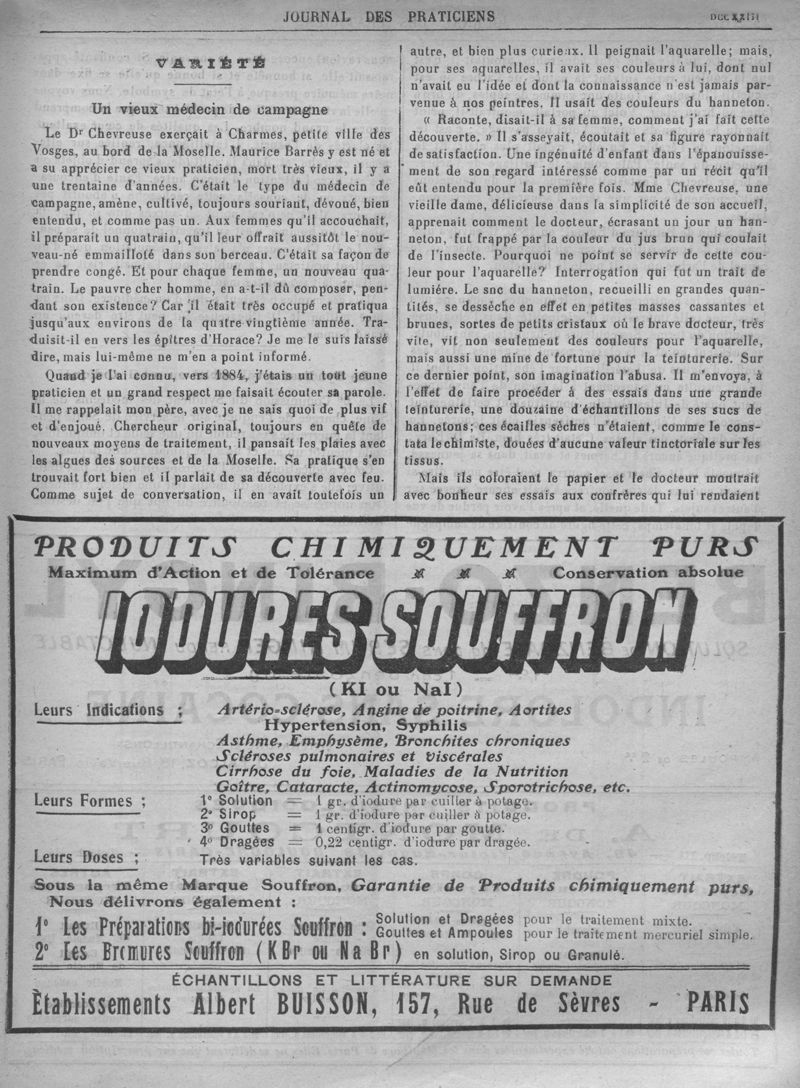 JOURNAL DES PRATICIENS
VARIÉTÉ
Un vieux médecin de campagne
Le Dr Chevreuse exerçait à Charmes, petite ville des
Vosges, au bord de la Moselle. Maurice Barrès y est né et
a su apprécier ce vieux praticien, mort très vieux, il y a
une trentaine d'années. C'était le type du médecin de
campagne, amène, cultivé, toujours souriant, dévoué, bien
entendu, et comme pas un. Aux femmes qu'il accouchait,
il préparait un quatrain, qu'il leur offrait aussitôt le nou-
veau-né emmailloté dans son berceau. C'était sa façon de
prendre congé. Et pour chaque femme, un nouveau qua-
train. Le pauvre cher homme, en a-t-il dû composer, pen-
dant son existence? Car il était très occupé et pratiqua
jusqu'aux environs de la quatre-vingtième année. Tra-
duisit-il en vers les épîtres d'Horace? Je me le suis laissé
dire, mais lui-même ne m'en a point informé.
Quand je l'ai connu, vers 1884, j'étais un tout jeune
praticien et un grand respect me faisait écouter sa parole.
Il me rappelait mon père, avec je ne sais quoi de plus vif
et d'enjoué. Chercheur original, toujours en quête de
nouveaux moyens de traitement, il pansait les plaies avec
les algues des sources et de la Moselle. Sa pratique s'en
trouvait fort bien et il parlait de sa découverte avec feu.
Comme sujet de conversation, il en avait toutefois un
autre, et bien plus curieux. Il peignait l'aquarelle; mais,
pour ses aquarelles, il avait ses couleurs à lui, dont nul
n'avait eu l'idée et dont la connaissance n'est jamais par-
venue à nos peintres. Il usait des couleurs du hanneton.
« Raconte, disait-il à sa femme, comment j'ai fait cette
découverte. » Il s'asseyait, écoutait et sa figure rayonnait
de satisfaction. Une ingénuité d'enfant dans l'épanouisse-
ment de son regard intéressé comme par un récit qu'il
eût entendu pour la première fois. Mme Chevreuse, une
vieille dame, délicieuse dans la simplicité de son accueil,
apprenait comment le docteur, écrasant un jour un han-
neton, fut frappé par la couleur du jus brun qui coulait
de l'insecte. Pourquoi ne point se servir de cette cou-
leur pour l'aquarelle? Interrogation qui fut un trait de
lumière. Le suc du hanneton, recueilli en grandes quan-
tités, se dessèche en effet en petites masses cassantes et
brunes, sortes de petits cristaux où le brave docteur, très
vite, vit non seulement des couleurs pour l'aquarelle,
mais aussi une mine de fortune pour la teinturerie. Sur
ce dernier point, son imagination l'abusa. Il m'envoya, à
l'effet de faire procéder à des essais dans une grande
teinturerie, une douzaine d'échantillons de ses sucs de
hannetons; ces écailles sèches n'étaient, comme le cons-
tata le chimiste, douées d'aucune valeur tinctoriale sur les
tissus.
Mais ils coloraient le papier et le docteur montrait
avec bonheur ses essais aux confrères qui lui rendaient
PRODUITS CHIMIQUEMENT PURS
Maximum d'Action et de Tolérance Conservation absolue
IODURES SOUFFRON
(KI ou NaI)
Leurs Indications : Artério-sclérose, Angine de poitrine, Aortites
Hypertension, Syphilis
Asthme, Emphysème, Bronchites chroniques
Scléroses pulmonaires et Viscérales
Cirrhose du foie, Maladies de la Nutrition
Goître, Cataracte, Actinomycose, Sporotrichose, etc.
Leurs Formes : 1° Solution = 1 gr. d'iodure par cuiller à potage.
2° Sirop = 1 gr. d'iodure par cuiller à potage.
3° Gouttes = 1 centigr. d'iodure par goutte.
4° Dragées = 0,22 centigr. d'iodure par dragée.
Leurs Doses : Très variables suivant les cas.
Sous la même Marque Souffron, Garantie de Produits chimiquement purs,
Nous délivrons également :
1° Les Préparations bi-iodurées Souffron : Solution et Dragées pour le traitement mixte.
Gouttes et Ampoules pour le traitement mercuriel simple.
2° Les Bromures Souffron (KBr ou NaBr) en solution, Sirop ou Granulé.
ÉCHANTILLONS ET LITTÉRATURE SUR DEMANDE
Établissements Albert BUISSON, 157, Rue de Sèvres - PARIS